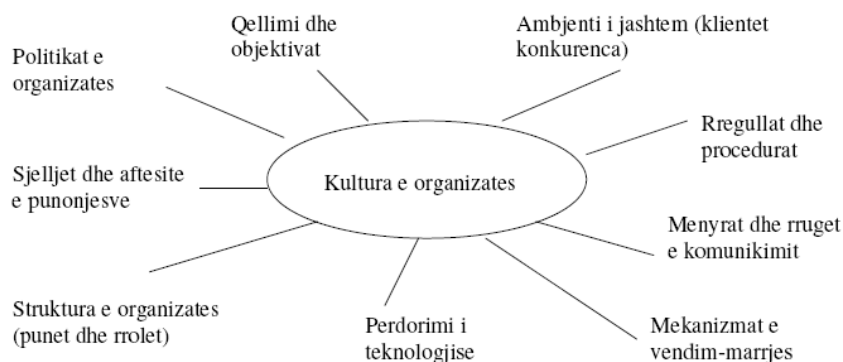 Qellimi dhe
objektivat
Ambjenti i jashtem (klientet
konkurenca)
Politikat e
organizates
Rregullat dhe
procedurat
Sjelljet dhe aftesite
e punonjesve
Kultura e organizates
Menyrat dhe rruget
e komunikimit
Struktura e organizates
(punet dhe rrolet)
Perdorimi i
teknologjise
Mekanizmat e
vendim-marrjes